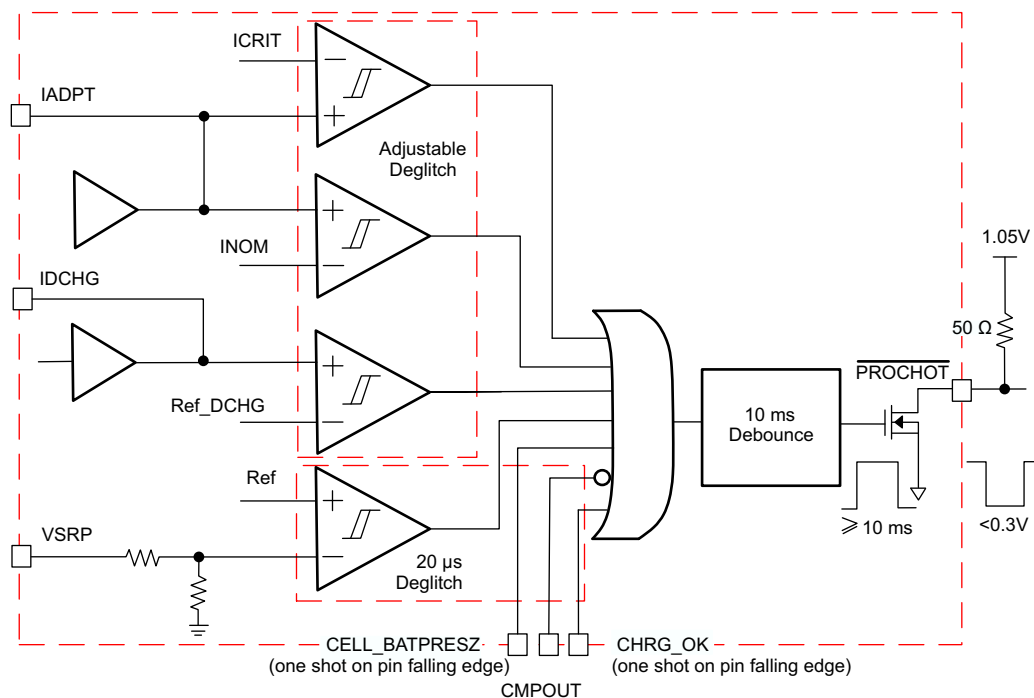 ICRIT
IADPT
Adjustable
Deglitch
INOM
1.05V
IDCHG
50 Ω
PROCHOT
Ref_DCHG
10 ms
Debounce
Ref
≥ 10 ms
<0.3V
VSRP
20 µs
Deglitch
CELL_BATPRESZ
(one shot on pin falling edge)
CHRG_OK
(one shot on pin falling edge)
CMPOUT